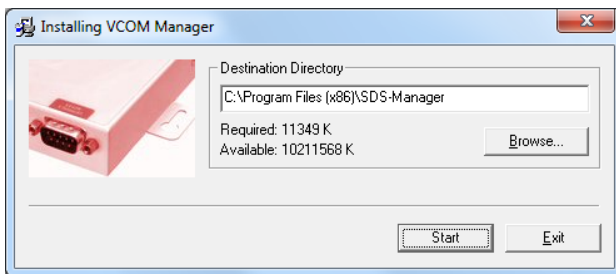 Installing VCOM Manager
Destination Directory
C:\Program Files (x86)\SDS-Manager
Required: 11349 K
Available: 10211568 K
Browse...
Start
Exit